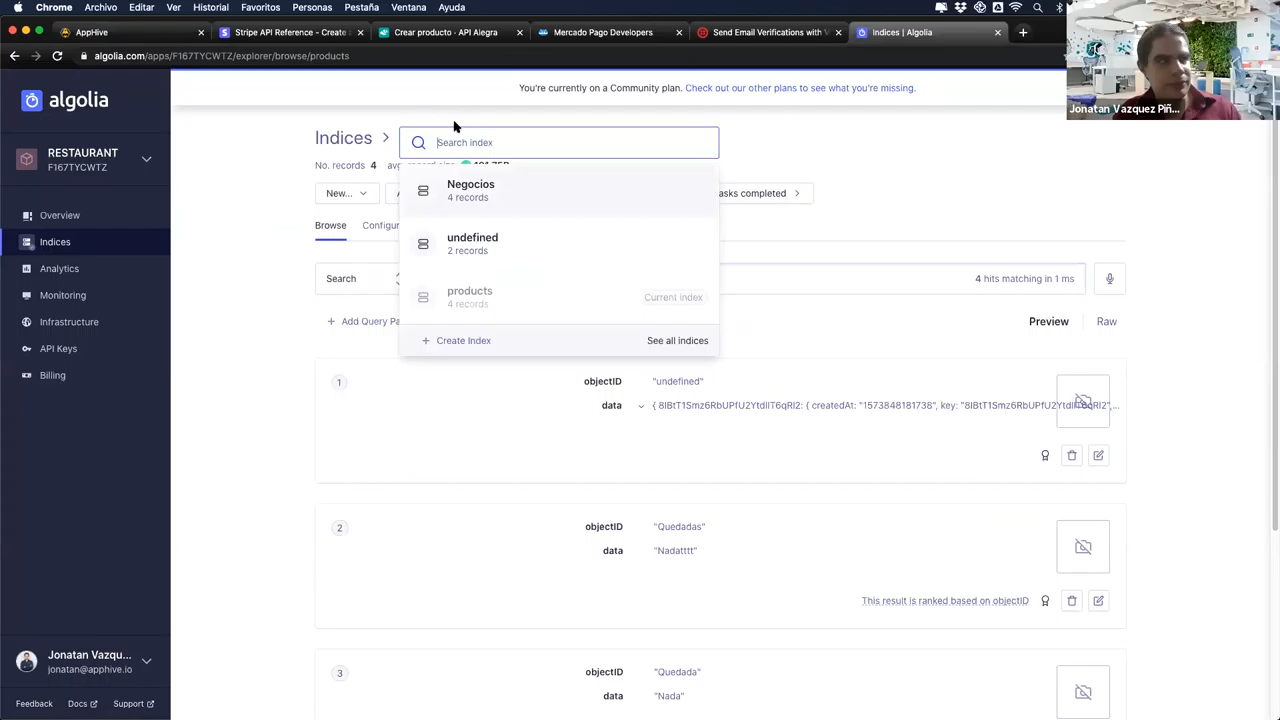 Chrome Archivo Editar Ver Historial Favoritos Personas Pestaña Ventana Ayuda
AppHive
Stripe API Reference - Create
Crear producto · API Alegra
Mercado Pago Developers
Send Email Verifications with
Indices | Algolia
algolia.com/apps/F167TYCWTZ/explorer/browse/products
Jonatan Vazquez Piñ...
algolia
You're currently on a Community plan. Check out our other plans to see what you're missing.
RESTAURANT
F167TYCWTZ
Overview
Indices
Analytics
Monitoring
Infrastructure
API Keys
Billing
Jonatan Vazqu...
jonatan@apphive.io
Feedback Docs Support
Indices
Search index
No. records 4
New...
asks completed
Negocios
4 records
undefined
2 records
products
4 records
Current index
Create Index
See all indices
Browse
Configur
Search
4 hits matching in 1 ms
Add Query Pa
Preview
Raw
1
objectID "undefined"
data { 8IBtT1Smz6RbUPfU2YtdlIT6qRI2: { createdAt: "1573848181738", key: "8IBtT1Smz6RbUPfU2YtdlIT6qRI2",...
2
objectID "Quedadas"
data "Nadatttt"
This result is ranked based on objectID
3
objectID "Quedada"
data "Nada"